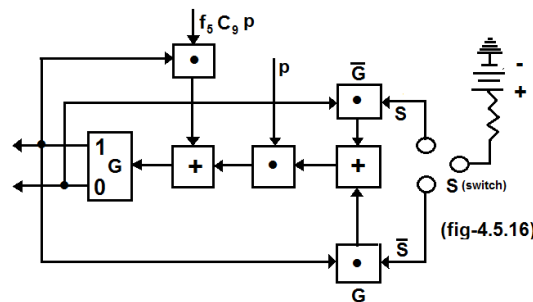 f₅ C₉ p
•
p
G̅
-
+
•
S
1
G
0
+
•
+
S (switch)
(fig-4.5.16)
•
S̅
G